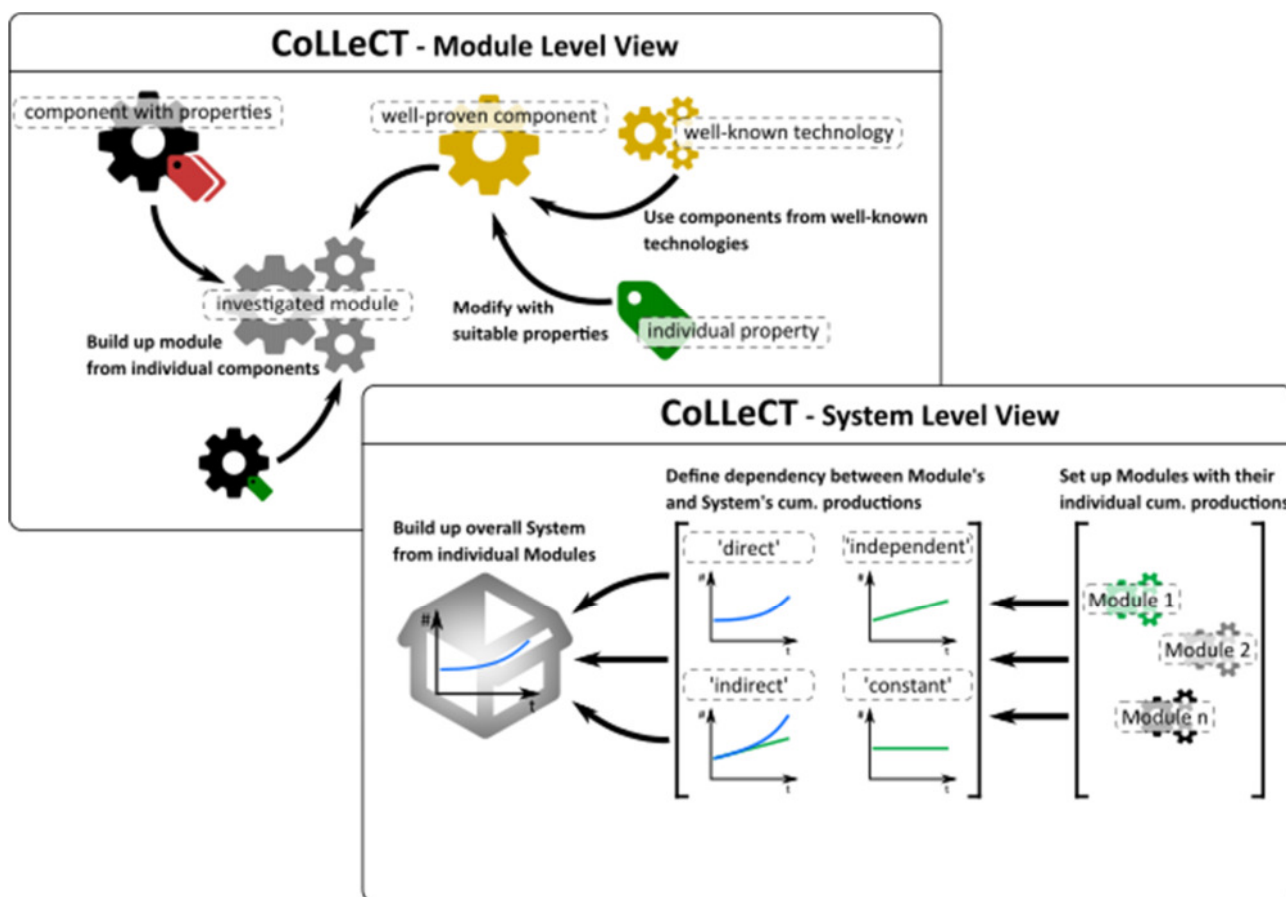 CoLLeCT - Module Level View
component with properties
well-proven component
well-known technology
Use components from well-known
technologies
investigated module
Modify with
suitable properties
individual property
Build up module
from individual components
CoLLeCT - System Level View
Define dependency between Module's
and System's cum. productions
Set up Modules with their
individual cum. productions
Build up overall System
from individual Modules
'direct'
'independent'
#
t
#
t
Module 1
Module 2
Module n
#
t
'indirect'
'constant'
#
t
#
t